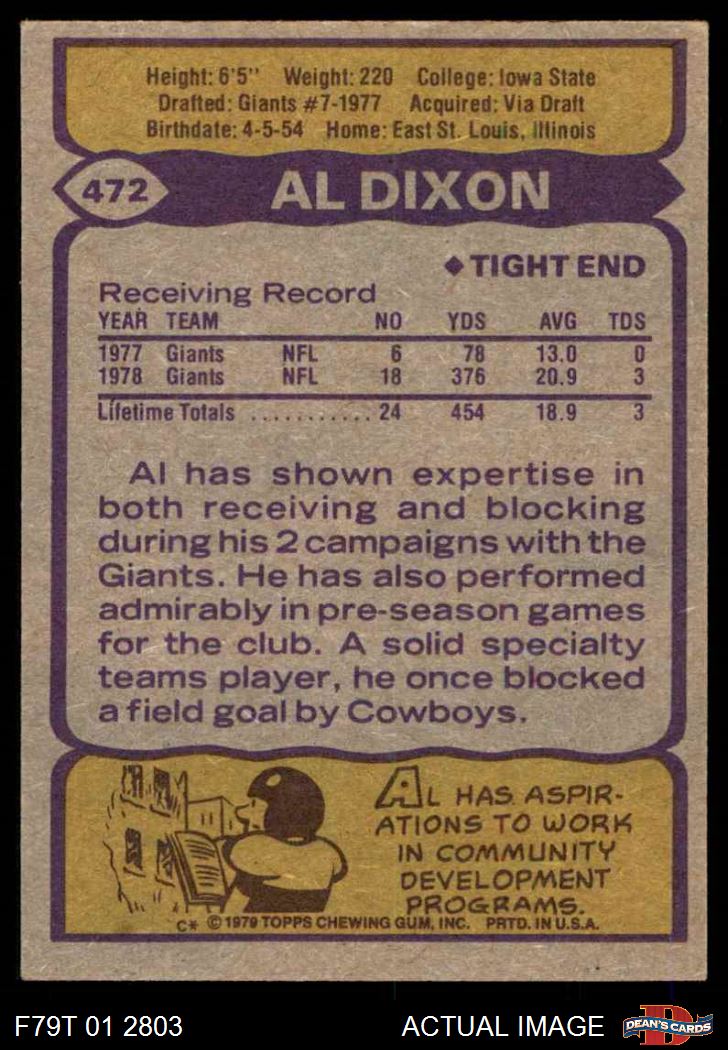 Height: 6'5'' Weight: 220 College: Iowa State
Drafted: Giants #7-1977 Acquired: Via Draft
Birthdate: 4-5-54 Home: East St. Louis, Illinois
472 AL DIXON
◆TIGHT END
Receiving Record
YEAR TEAM NO YDS AVG TDS
1977 Giants NFL 6 78 13.0 0
1978 Giants NFL 18 376 20.9 3
Lifetime Totals ........... 24 454 18.9 3
Al has shown expertise in
both receiving and blocking
during his 2 campaigns with the
Giants. He has also performed
admirably in pre-season games
for the club. A solid specialty
teams player, he once blocked
a field goal by Cowboys.
AL HAS ASPIR-
ATIONS TO WORK
IN COMMUNITY
DEVELOPMENT
PROGRAMS.
C* © 1979 TOPPS CHEWING GUM, INC. PRTD. IN U.S.A.
F79T 01 2803 ACTUAL IMAGE D DEAN'S CARDS